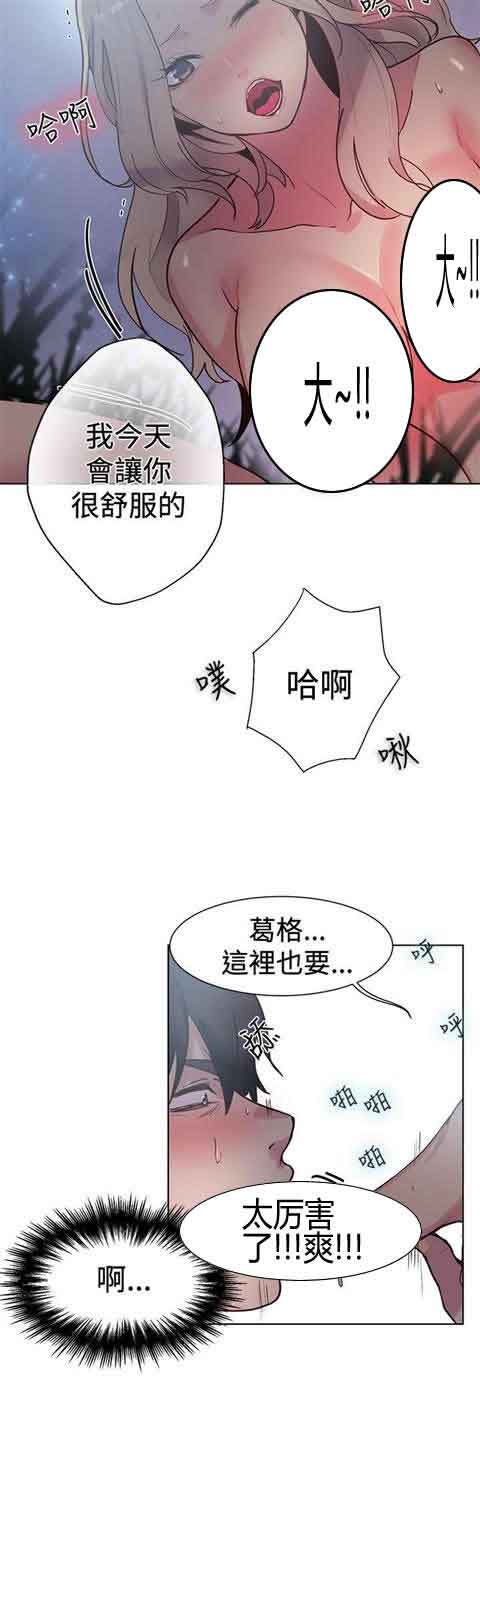 哈
哈啊
大~!!
大~!!
我今天
會讓你
很舒服的
噗
哈啊
啾
葛格...
這裡也要...
呼
舔
呼
啪
啪
太厉害
了!!!爽!!!
啊...